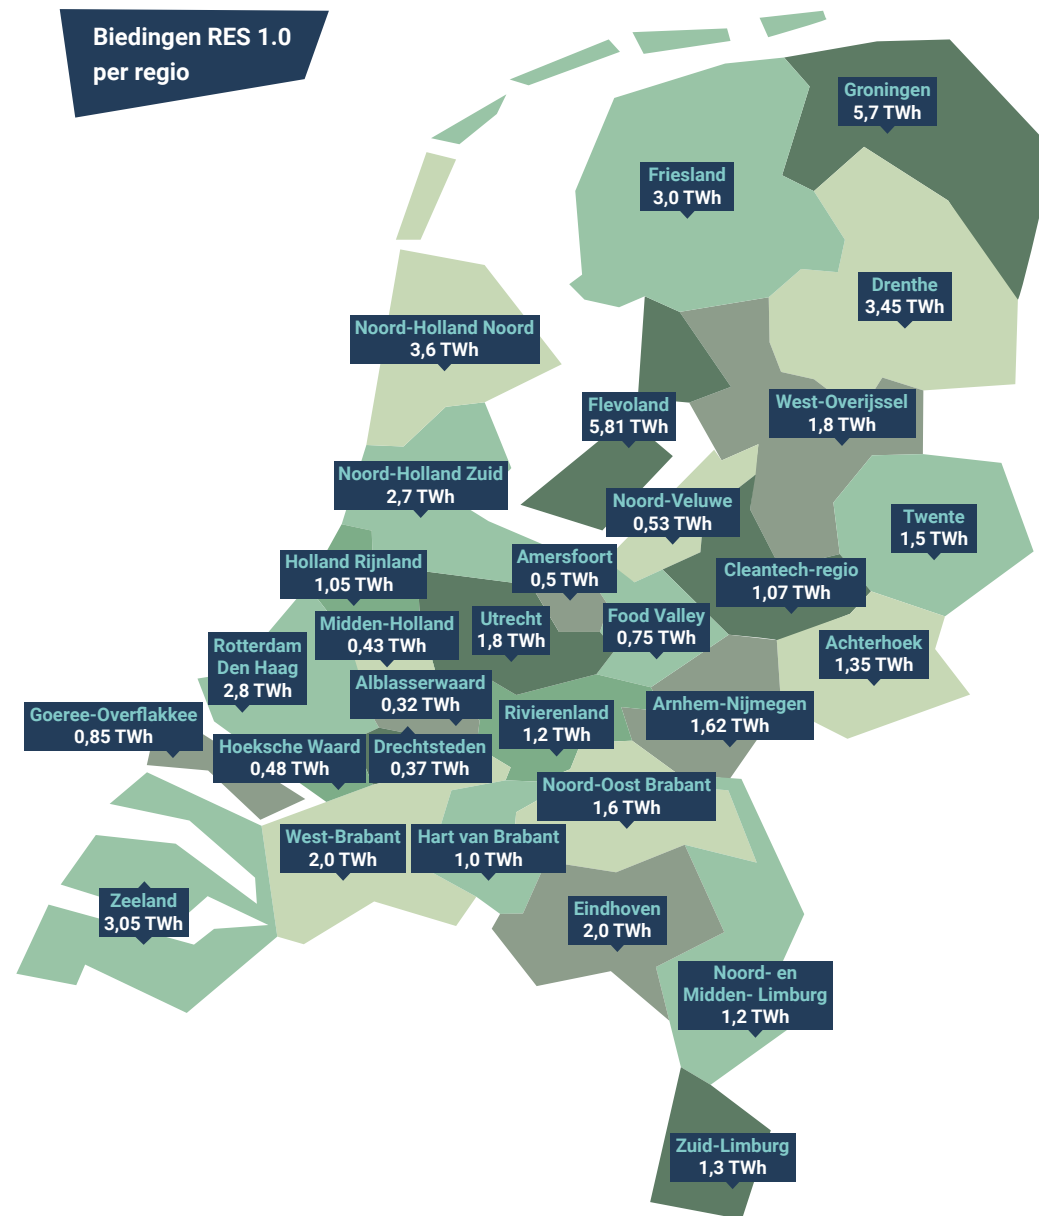 Biedingen RES 1.0
per regio
Groningen
5,7 TWh
Friesland
3,0 TWh
Drenthe
3,45 TWh
Noord-Holland Noord
3,6 TWh
Flevoland
5,81 TWh
West-Overijssel
1,8 TWh
Noord-Holland Zuid
2,7 TWh
Noord-Veluwe
0,53 TWh
Twente
1,5 TWh
Holland Rijnland
1,05 TWh
Amersfoort
0,5 TWh
Cleantech-regio
1,07 TWh
Midden-Holland
0,43 TWh
Utrecht
1,8 TWh
Food Valley
0,75 TWh
Rotterdam
Den Haag
2,8 TWh
Achterhoek
1,35 TWh
Alblasserwaard
0,32 TWh
Goeree-Overflakkee
0,85 TWh
Rivierenland
1,2 TWh
Arnhem-Nijmegen
1,62 TWh
Hoeksche Waard
0,48 TWh
Drechtsteden
0,37 TWh
Noord-Oost Brabant
1,6 TWh
West-Brabant
2,0 TWh
Hart van Brabant
1,0 TWh
Zeeland
3,05 TWh
Eindhoven
2,0 TWh
Noord- en
Midden- Limburg
1,2 TWh
Zuid-Limburg
1,3 TWh